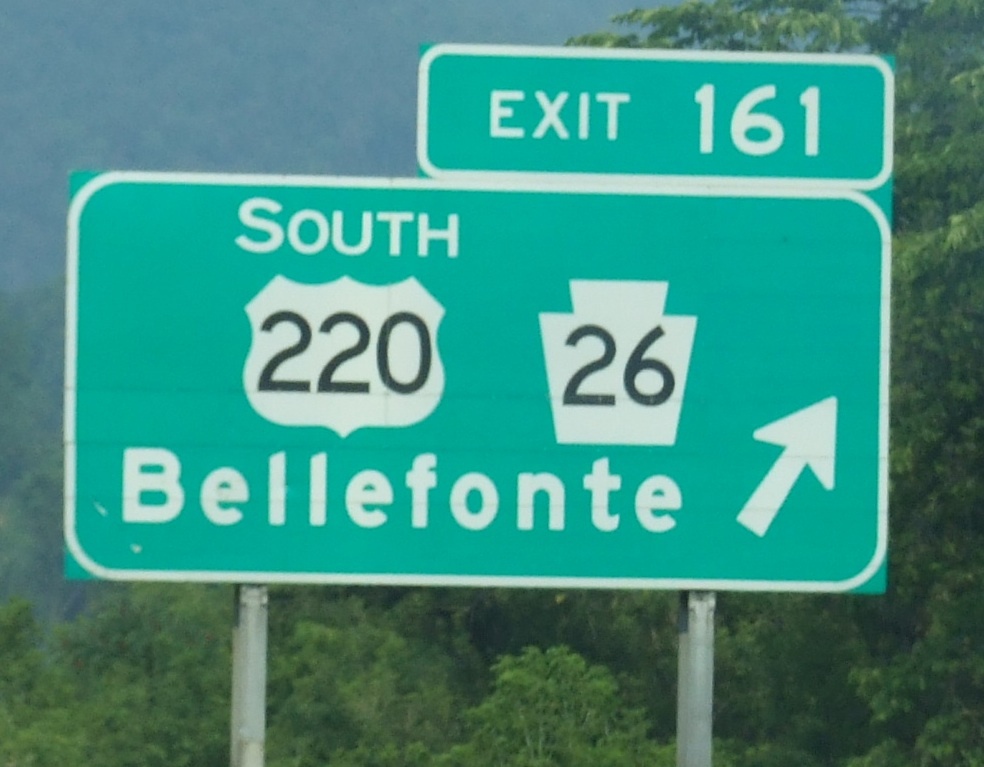 EXIT 161
SOUTH
220 26
Bellefonte